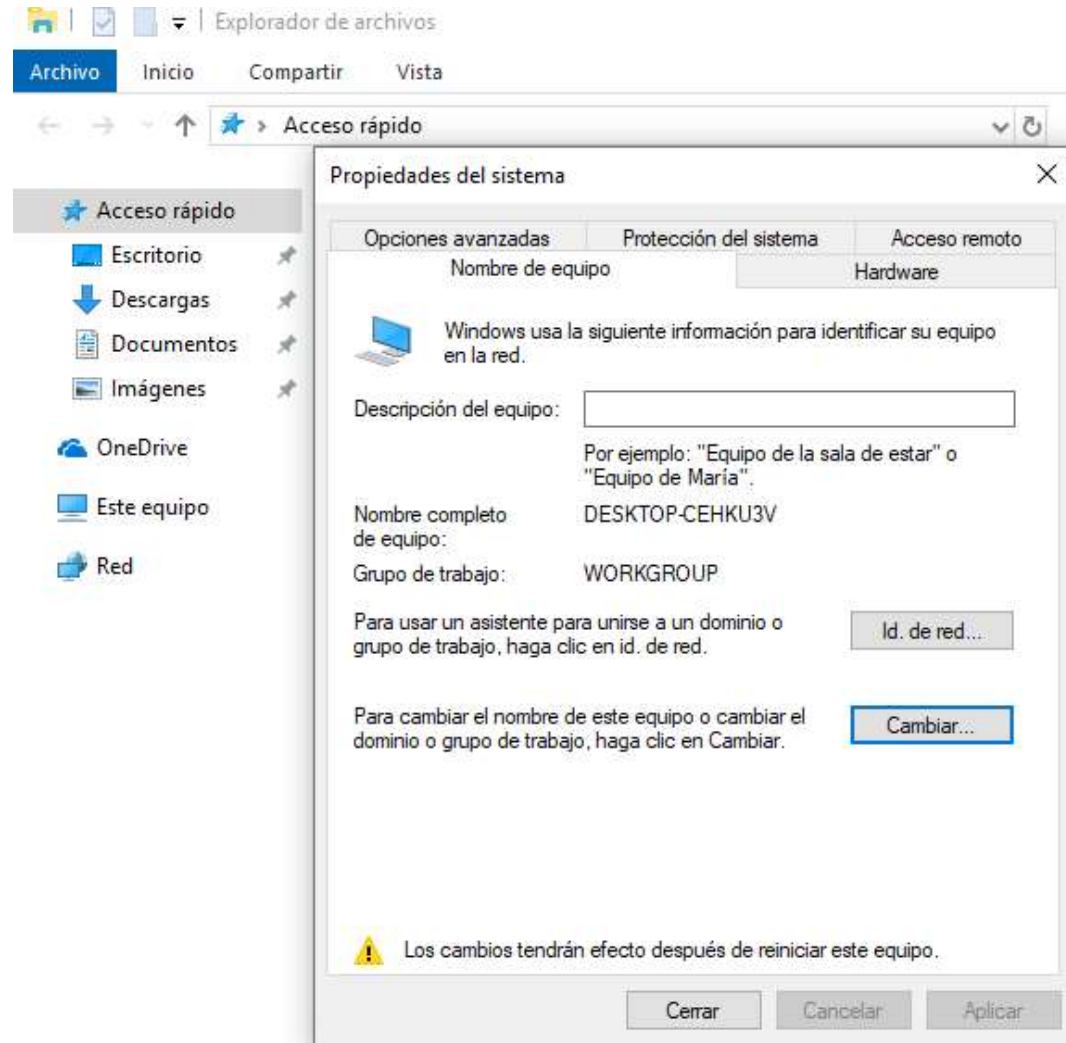 Explorador de archivos
Archivo Inicio Compartir Vista
Acceso rápido
Propiedades del sistema
Acceso rápido
Escritorio
Descargas
Documentos
Imágenes
OneDrive
Este equipo
Red
Opciones avanzadas Protección del sistema Acceso remoto
Nombre de equipo Hardware
Windows usa la siguiente información para identificar su equipo
en la red.
Descripción del equipo:
Por ejemplo: "Equipo de la sala de estar" o
"Equipo de María".
Nombre completo DESKTOP-CEHKU3V
de equipo:
Grupo de trabajo: WORKGROUP
Para usar un asistente para unirse a un dominio o
grupo de trabajo, haga clic en id. de red.
Id. de red...
Para cambiar el nombre de este equipo o cambiar el
dominio o grupo de trabajo, haga clic en Cambiar.
Cambiar...
Los cambios tendrán efecto después de reiniciar este equipo.
Cerrar Cancelar Aplicar